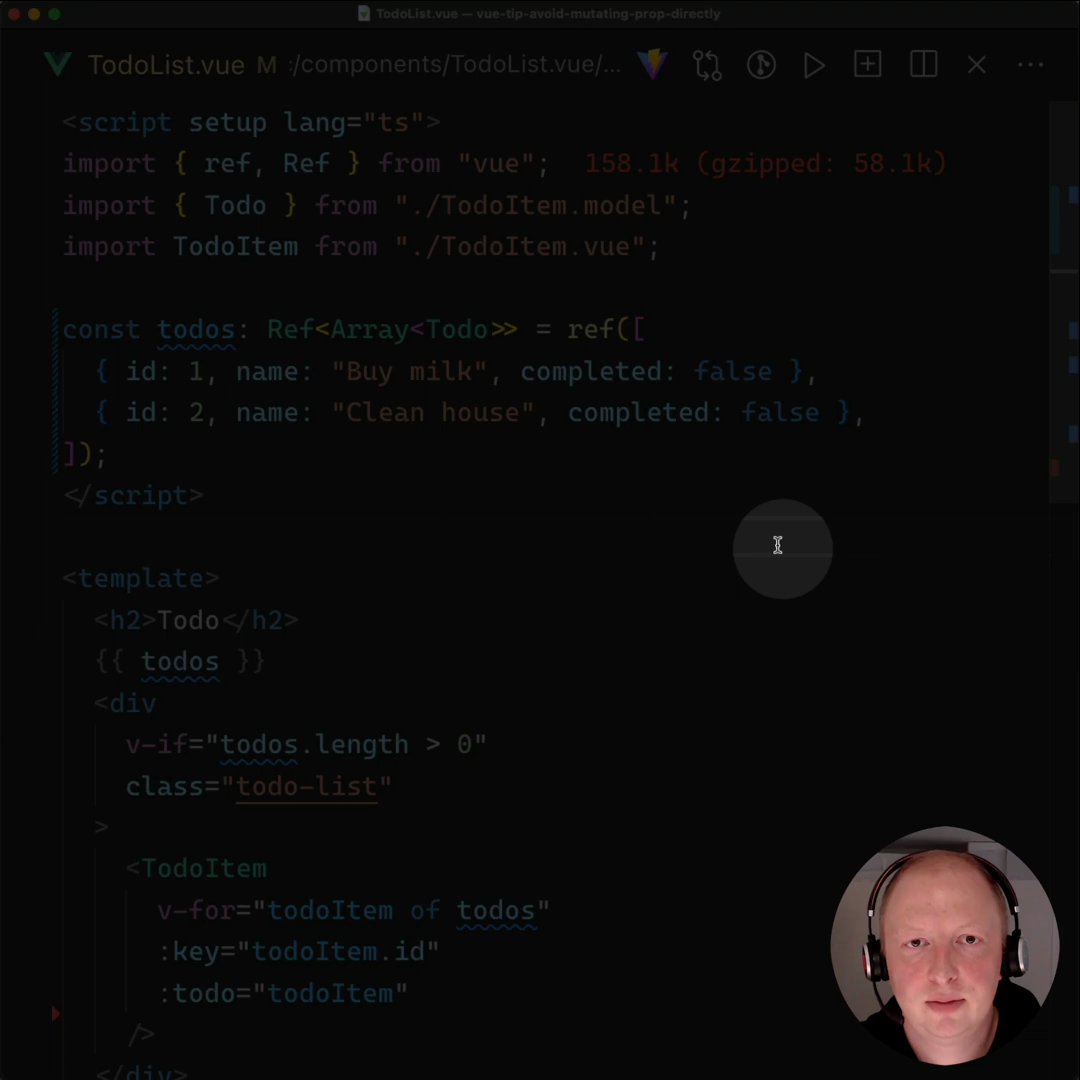 TodoList.vue — vue-tip-avoid-mutating-prop-directly
TodoList.vue M :/components/TodoList.vue/...
<script setup lang="ts">
import { ref, Ref } from "vue"; 158.1k (gzipped: 58.1k)
import { Todo } from "./TodoItem.model";
import TodoItem from "./TodoItem.vue";
const todos: Ref<Array<Todo>> = ref([
{ id: 1, name: "Buy milk", completed: false },
{ id: 2, name: "Clean house", completed: false },
]);
</script>
<template>
<h2>Todo</h2>
{{ todos }}
<div
v-if="todos.length > 0"
class="todo-list"
>
<TodoItem
v-for="todoItem of todos"
:key="todoItem.id"
:todo="todoItem"
/>
</div>